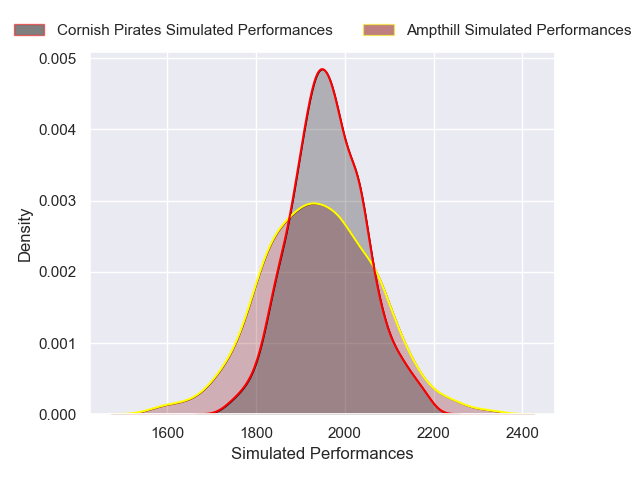 Cornish Pirates Simulated Performances
Ampthill Simulated Performances
0.005
0.004
0.003
0.002
0.001
0.000
Density
1600 1800 2000 2200 2400
Simulated Performances